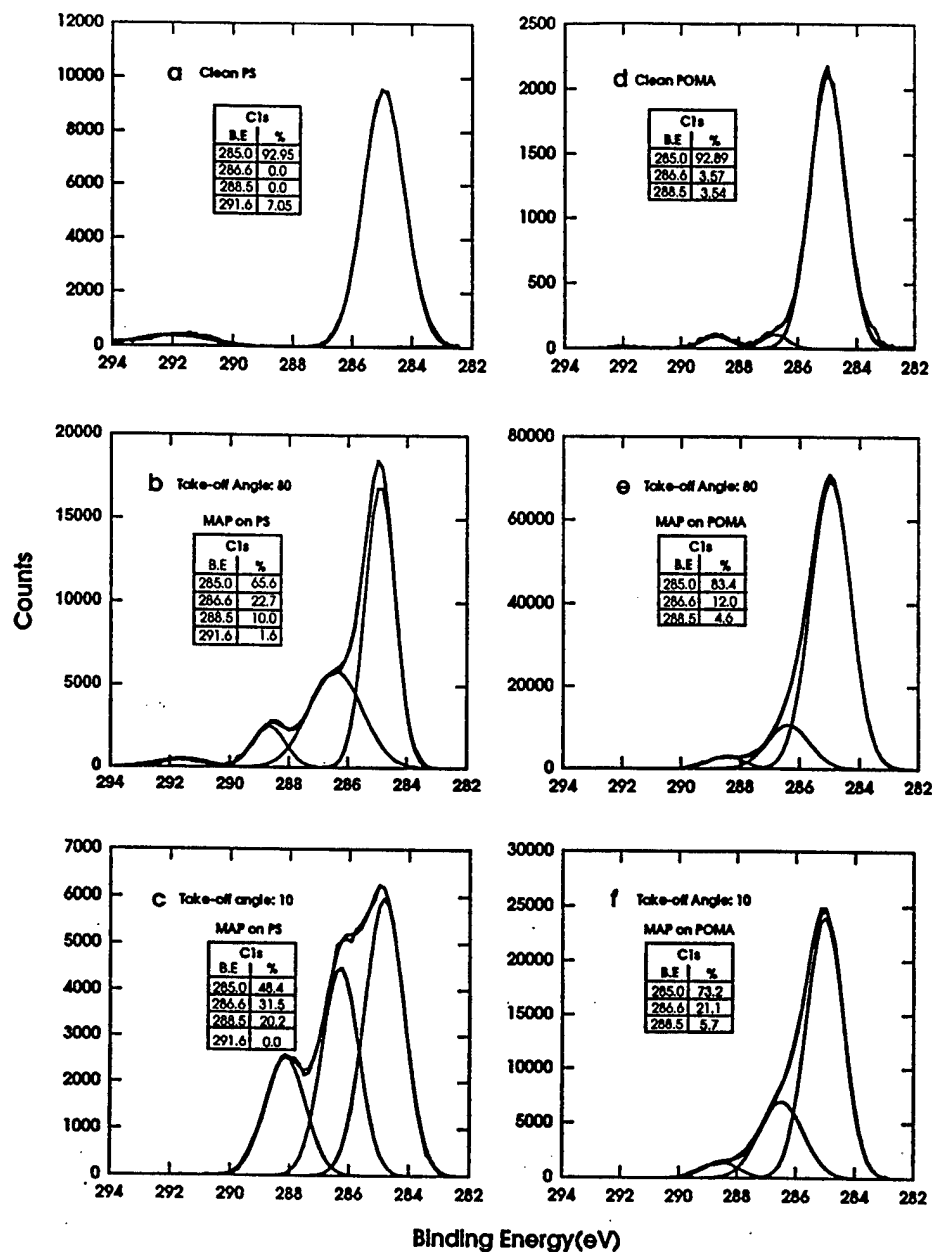 12000
10000
8000
6000
4000
2000
0
a Clean PS
C1s
B.E %
285.0 92.95
286.6 0.0
288.5 0.0
291.6 7.05
294 292 290 288 286 284 282
2500
2000
1500
1000
500
0
d Clean POMA
C1s
B.E %
285.0 92.89
286.6 3.57
288.5 3.54
294 292 290 288 286 284 282
20000
15000
10000
5000
0
b Take-off Angle: 80
MAP on PS
C1s
B.E %
285.0 65.6
286.6 22.7
288.5 10.0
291.6 1.6
294 292 290 288 286 284 282
80000
60000
40000
20000
0
e Take-off Angle: 80
MAP on POMA
C1s
B.E %
285.0 83.4
286.6 12.0
288.5 4.6
294 292 290 288 286 284 282
7000
6000
5000
4000
3000
2000
1000
0
c Take-off angle: 10
MAP on PS
C1s
B.E %
285.0 48.4
286.6 31.5
288.5 20.2
291.6 0.0
294 292 290 288 286 284 282
30000
25000
20000
15000
10000
5000
0
f Take-off Angle: 10
MAP on POMA
C1s
B.E %
285.0 73.2
286.6 21.1
288.5 5.7
294 292 290 288 286 284 282
Counts
Binding Energy(eV)